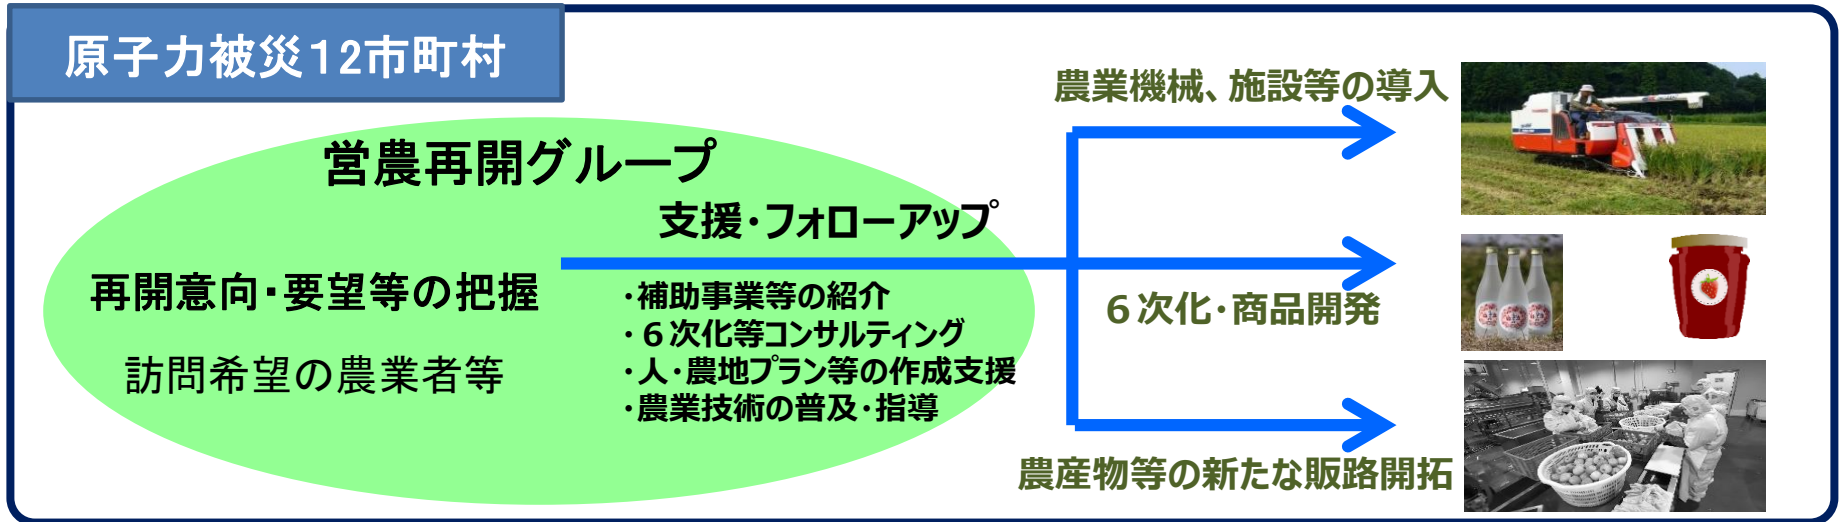 原子力被災12市町村
営農再開グループ
支援・フォローアップ
再開意向・要望等の把握
訪問希望の農業者等
・補助事業等の紹介
・６次化等コンサルティング
・人・農地プラン等の作成支援
・農業技術の普及・指導
農業機械、施設等の導入
６次化・商品開発
農産物等の新たな販路開拓